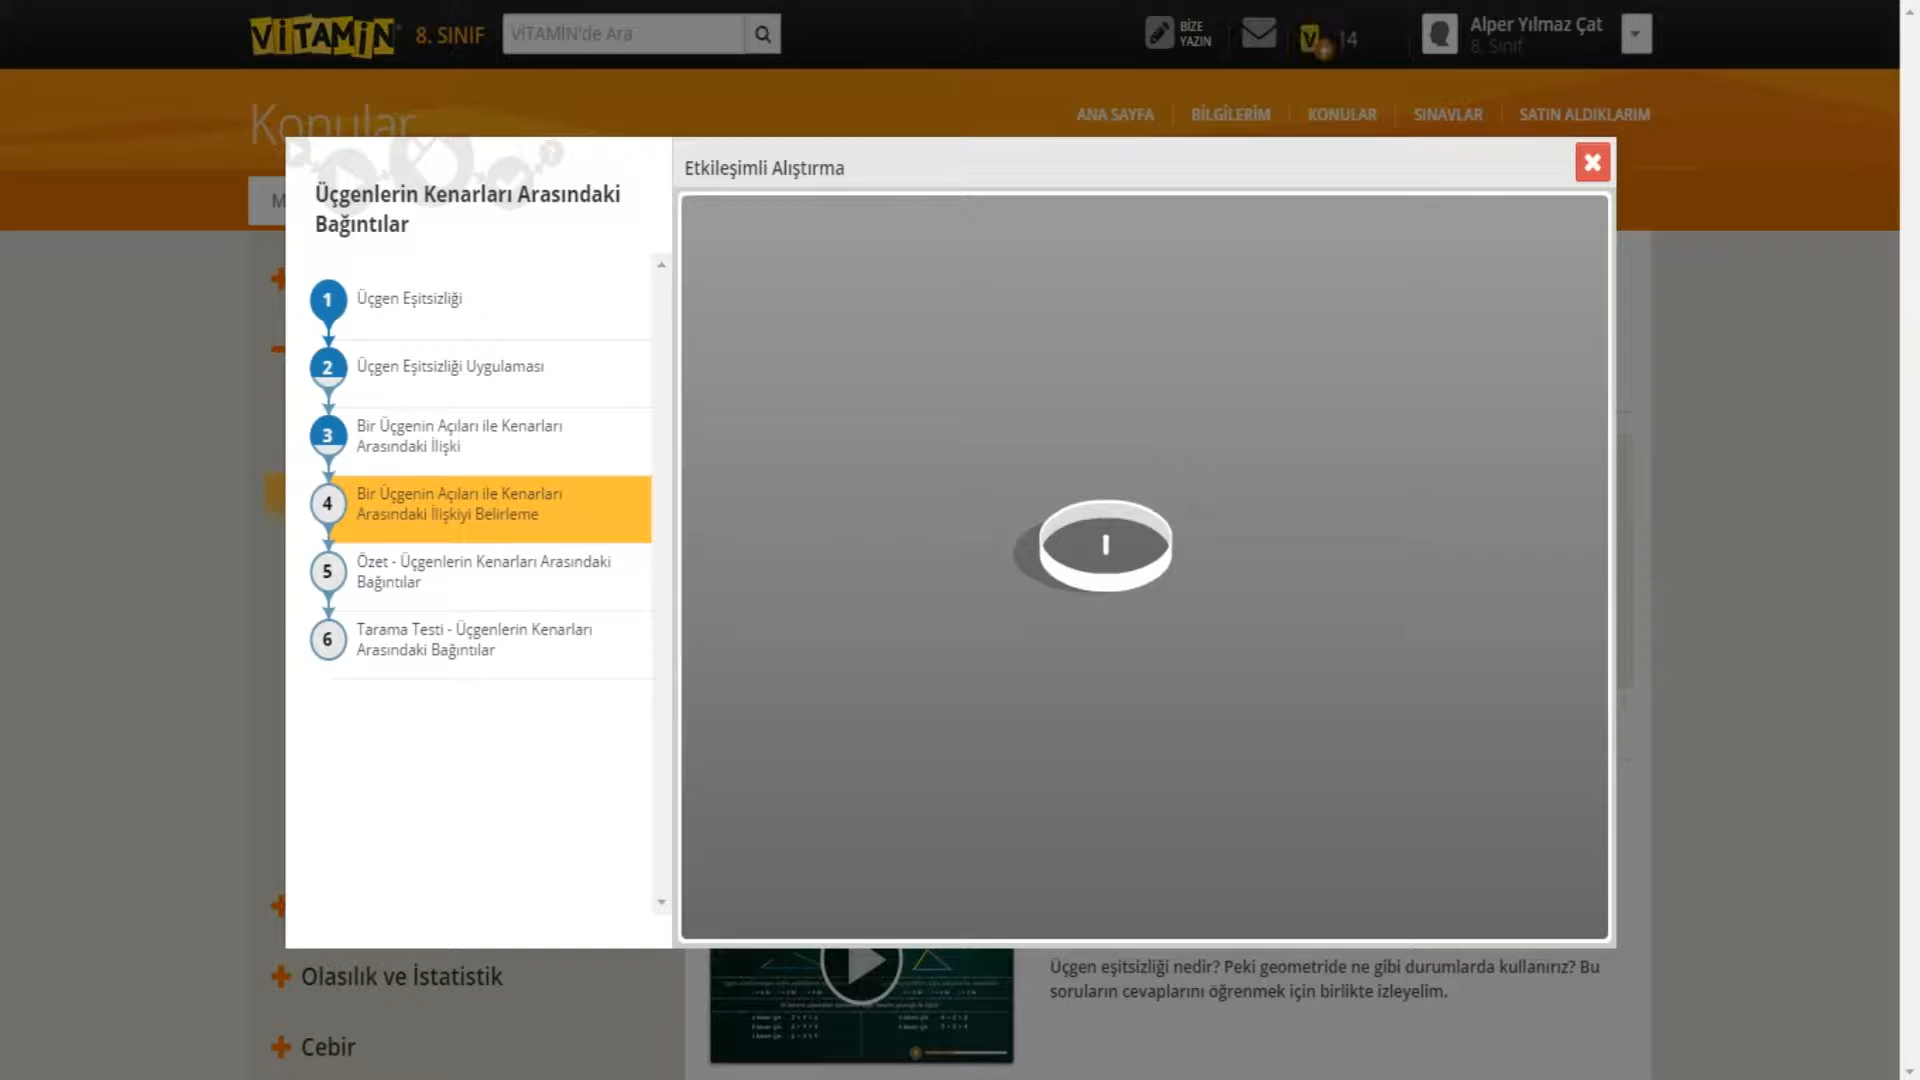 VİTAMİN 8. SINIF
VİTAMİN'de Ara
BİZE
YAZIN
14
Alper Yılmaz Çat
8. Sınıf
Konular
ANA SAYFA
BİLGİLERİM
KONULAR
SINAVLAR
SATIN ALDIKLARIM
M
Üçgenlerin Kenarları Arasındaki
Bağıntılar
Etkileşimli Alıştırma
1 Üçgen Eşitsizliği
2 Üçgen Eşitsizliği Uygulaması
3 Bir Üçgenin Açıları ile Kenarları
Arasındaki İlişki
4 Bir Üçgenin Açıları ile Kenarları
Arasındaki İlişkiyi Belirleme
5 Özet - Üçgenlerin Kenarları Arasındaki
Bağıntılar
6 Tarama Testi - Üçgenlerin Kenarları
Arasındaki Bağıntılar
Olasılık ve İstatistik
Cebir
Üçgen eşitsizliği nedir? Peki geometride ne gibi durumlarda kullanırız? Bu
soruların cevaplarını öğrenmek için birlikte izleyelim.